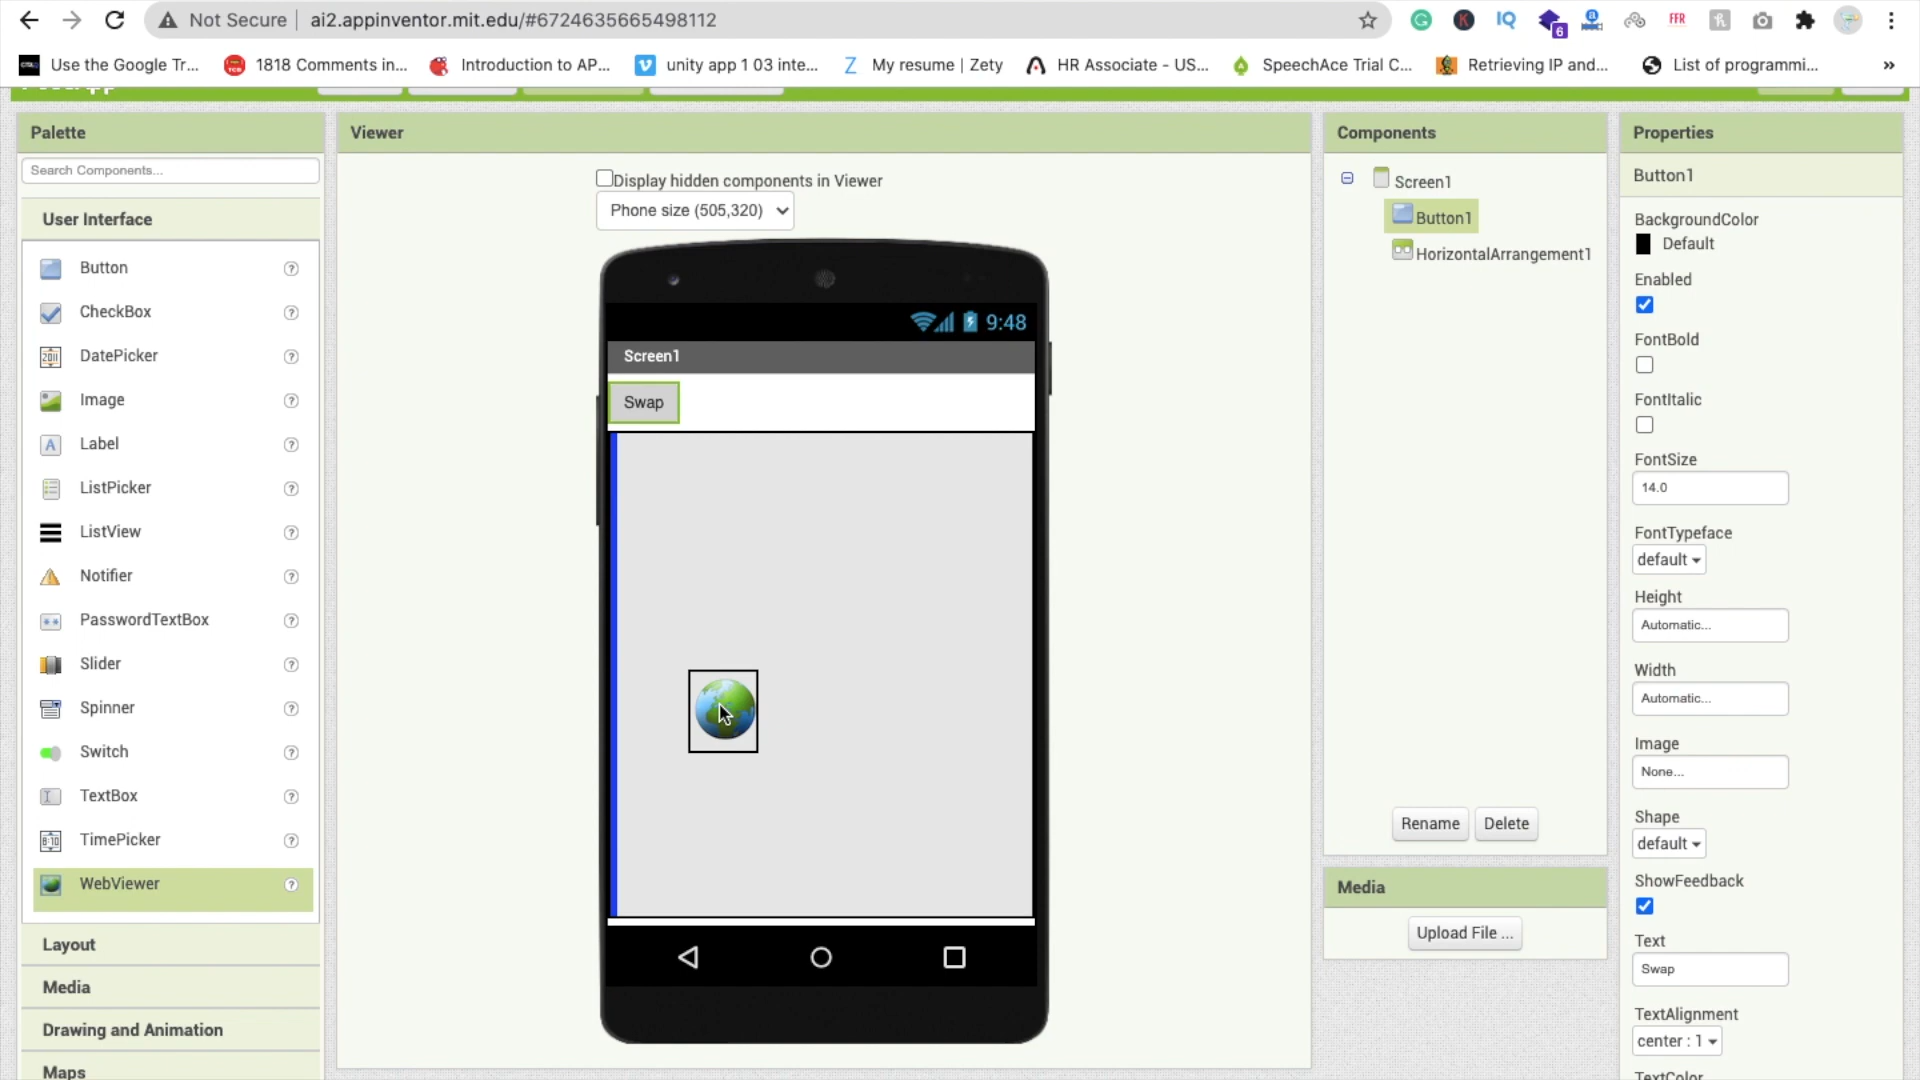 Not Secure
ai2.appinventor.mit.edu/#6724635665498112
6
FFR
Use the Google Tr...
1818 Comments in...
Introduction to AP...
unity app 1 03 inte...
My resume | Zety
HR Associate - US...
SpeechAce Trial C...
Retrieving IP and...
List of programmi...
»
Palette
Search Components...
User Interface
Button
CheckBox
DatePicker
Image
Label
ListPicker
ListView
Notifier
PasswordTextBox
Slider
Spinner
Switch
TextBox
TimePicker
WebViewer
Layout
Media
Drawing and Animation
Maps
Viewer
Display hidden components in Viewer
Phone size (505,320)
9:48
Screen1
Swap
Components
Screen1
Button1
HorizontalArrangement1
Rename
Delete
Media
Upload File ...
Properties
Button1
BackgroundColor
Default
Enabled
FontBold
FontItalic
FontSize
14.0
FontTypeface
default
Height
Automatic...
Width
Automatic...
Image
None...
Shape
default
ShowFeedback
Text
Swap
TextAlignment
center : 1
TextColor